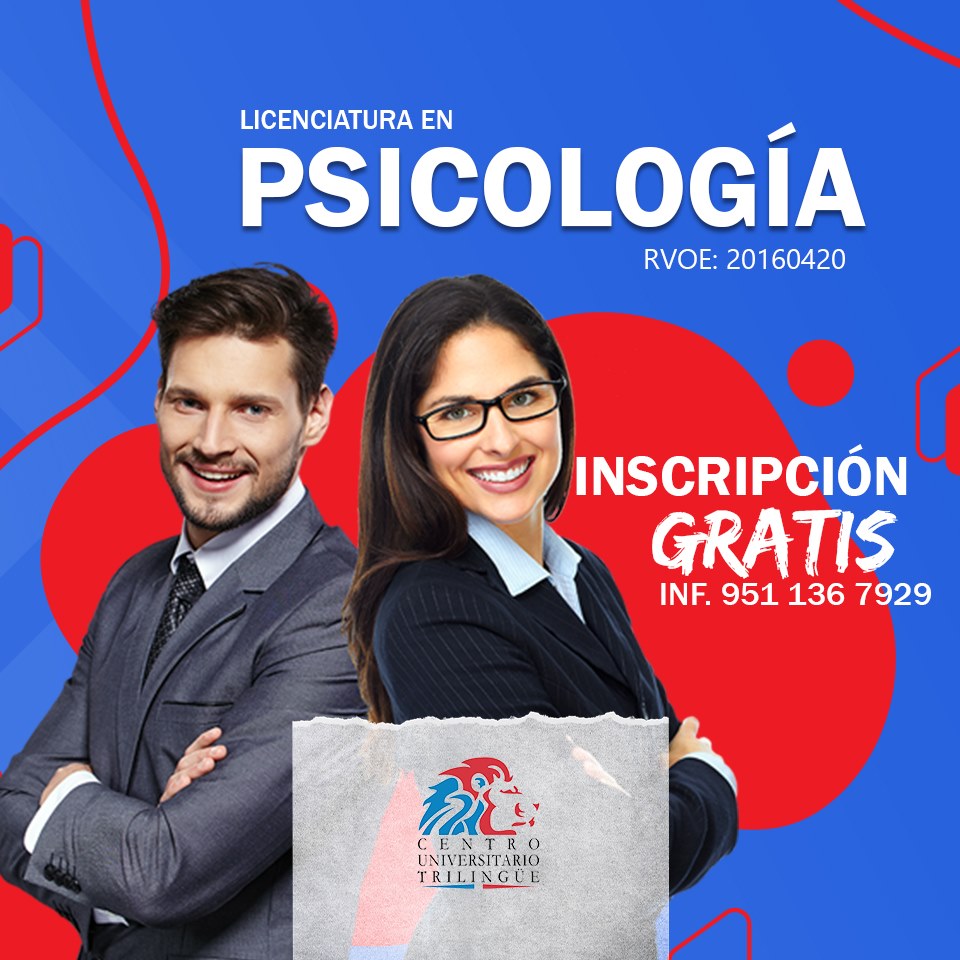 LICENCIATURA EN
PSICOLOGÍA
RVOE: 20160420
INSCRIPCIÓN
GRATIS
INF. 951 136 7929
CENTRO
UNIVERSITARIO
TRILINGÜE